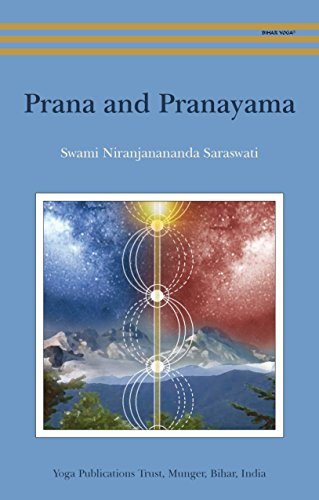 BIHAR YOGA®
Prana and Pranayama
Swami Niranjanananda Saraswati
Yoga Publications Trust, Munger, Bihar, India